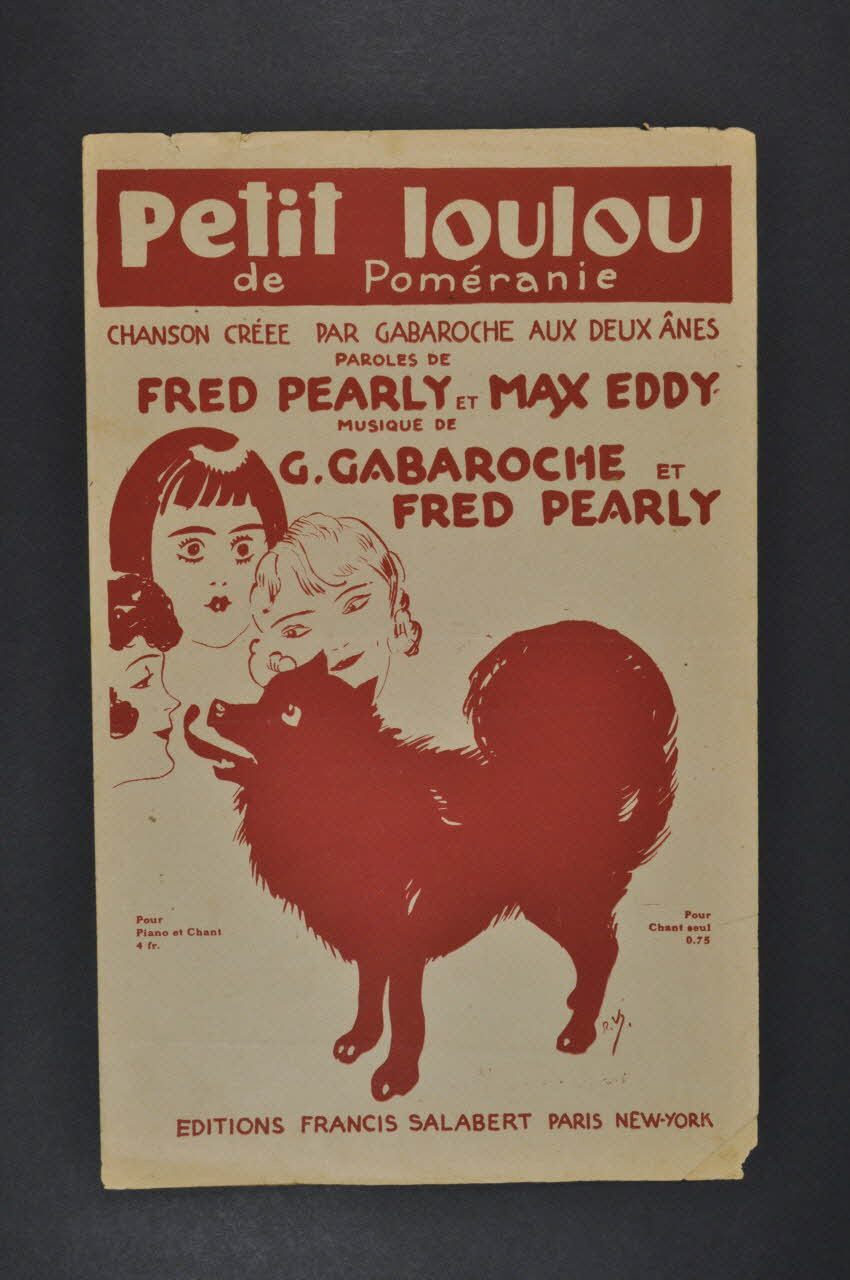 Petit loulou
de Poméranie
CHANSON CRÉEE PAR GABAROCHE AUX DEUX ÂNES
PAROLES DE
FRED PEARLY ET MAX EDDY
MUSIQUE DE
G. GABAROCHE ET
FRED PEARLY
Pour
Piano et Chant
4 fr.
Pour
Chant seul
0.75
EDITIONS FRANCIS SALABERT PARIS NEW-YORK